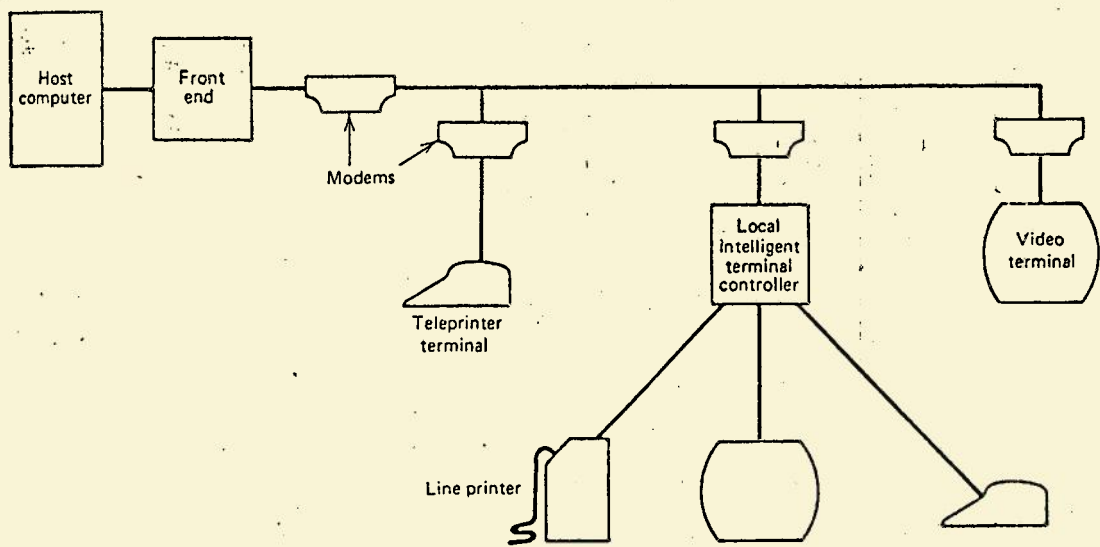 Host
computer
Front
end
Modems
Local
intelligent
terminal
controller
Video
terminal
Teleprinter
terminal
Line printer